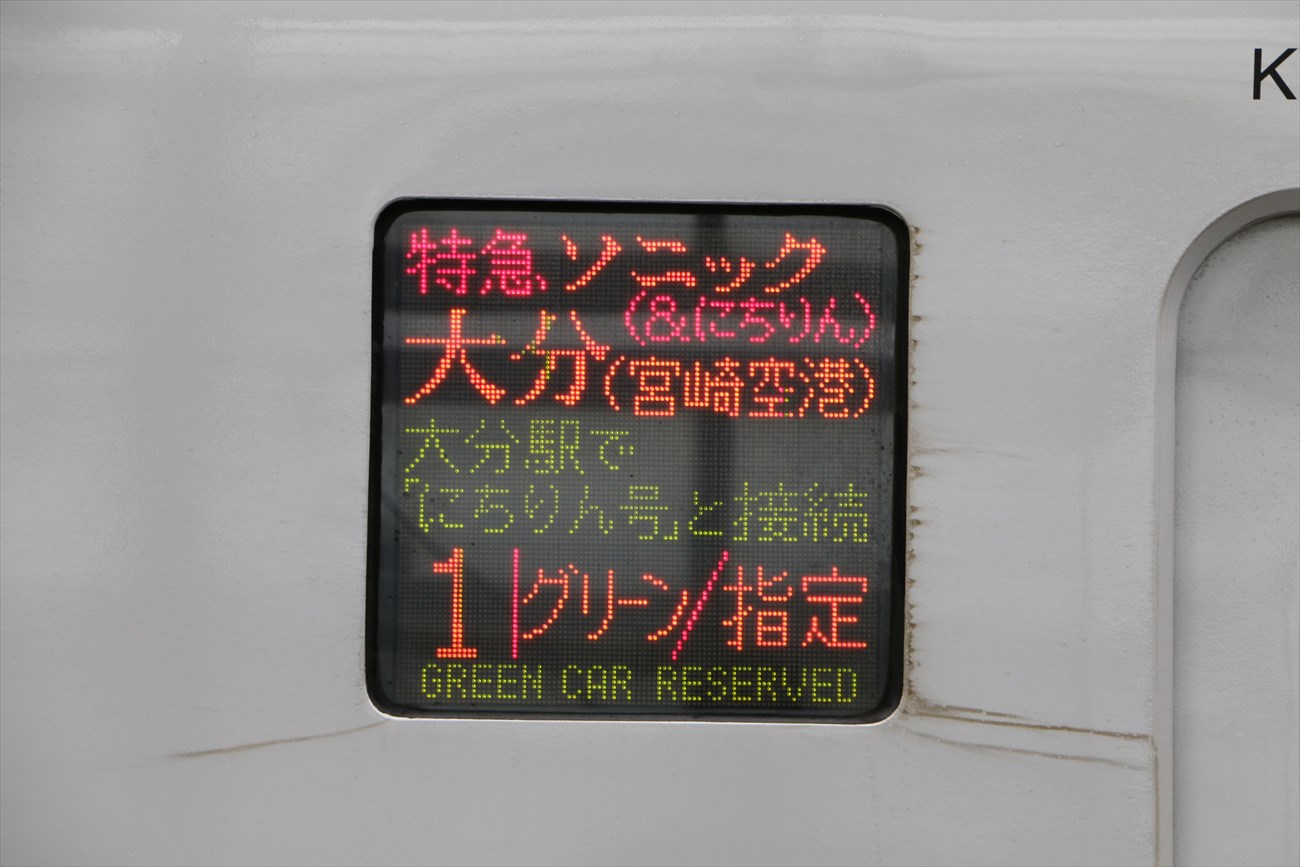 特急 ソニック
(&にちりん)
大分(宮崎空港)
大分駅で
「にちりん号」と接続
1|グリーン/指定
GREEN CAR RESERVED
K